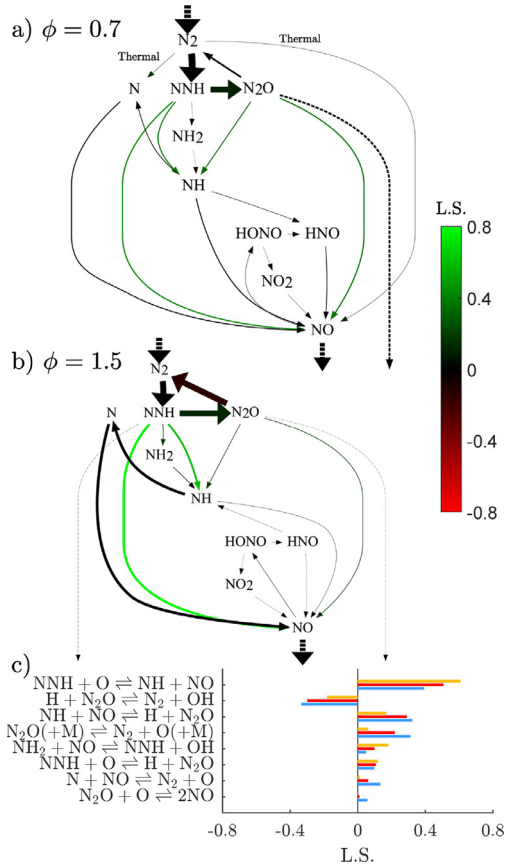 a) ϕ = 0.7
N₂
Thermal
Thermal
N
NNH
N₂O
NH2
NH
HONO
HNO
NO₂
NO
L.S.
0.8
0.4
0
-0.4
-0.8
b) ϕ = 1.5
N₂
N
NNH
N₂O
NH₂
NH
HONO
HNO
NO₂
NO
c)
NNH + O ⇌ NH + NO
H + N₂O ⇌ N₂ + OH
NH + NO ⇌ H + N₂O
N₂O(+M) ⇌ N₂ + O(+M)
NH₂ + NO ⇌ NNH + OH
NNH + O ⇌ H + N₂O
N + NO ⇌ N₂ + O
N₂O + O ⇌ 2NO
-0.8 -0.4 0 0.4 0.8
L.S.